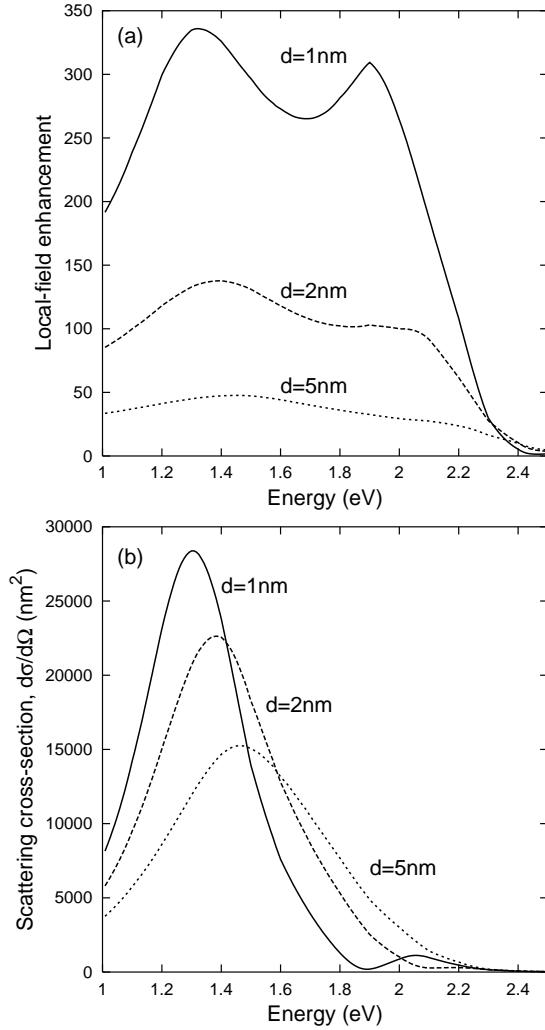 (a)
350
300
250
200
150
100
50
0
Local-field enhancement
d=1nm
d=2nm
d=5nm
1 1.2 1.4 1.6 1.8 2 2.2 2.4
Energy (eV)
(b)
30000
25000
20000
15000
10000
5000
0
Scattering cross-section, dσ/dΩ (nm²)
d=1nm
d=2nm
d=5nm
1 1.2 1.4 1.6 1.8 2 2.2 2.4
Energy (eV)